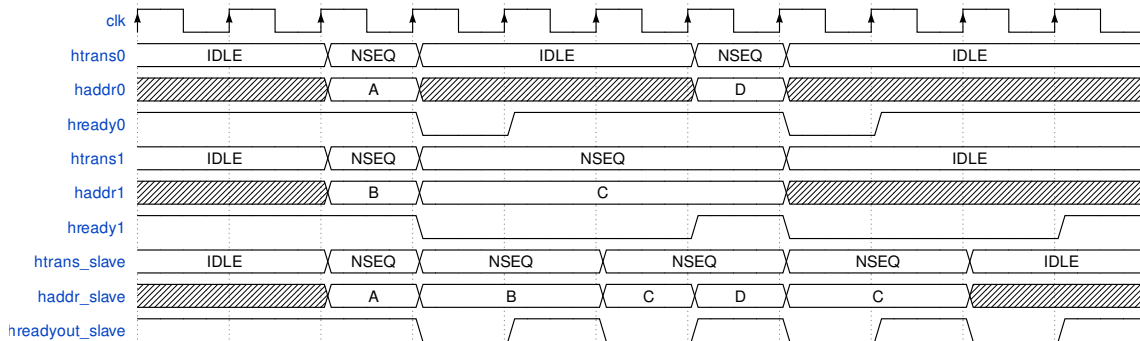 clk
htrans0 IDLE NSEQ IDLE NSEQ IDLE
haddr0 A D
hready0
htrans1 IDLE NSEQ NSEQ IDLE
haddr1 B C
hready1
htrans_slave IDLE NSEQ NSEQ NSEQ NSEQ IDLE
haddr_slave A B C D C
hreadyout_slave